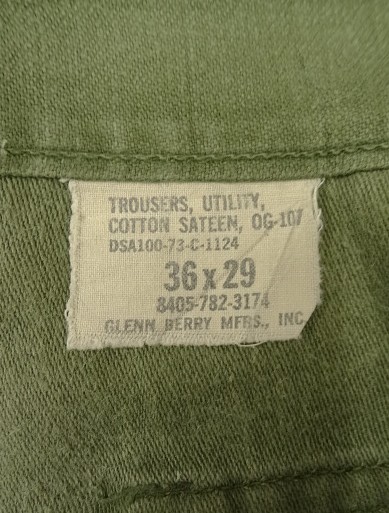 TROUSERS, UTILITY,
COTTON SATEEN, OG-107
DSA100-73-C-1124
36 x 29
8405-782-3174
GLENN BERRY MFRS., INC